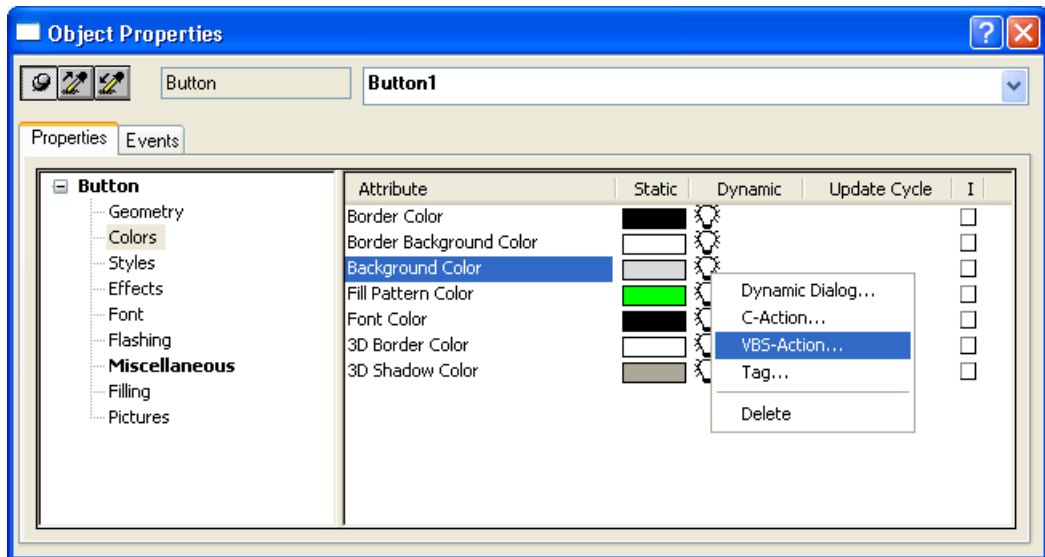 Object Properties
Button
Button1
Properties
Events
Button
Geometry
Colors
Styles
Effects
Font
Flashing
Miscellaneous
Filling
Pictures
Attribute Static Dynamic Update Cycle I
Border Color
Border Background Color
Background Color
Fill Pattern Color
Font Color
3D Border Color
3D Shadow Color
Dynamic Dialog...
C-Action...
VBS-Action...
Tag...
Delete